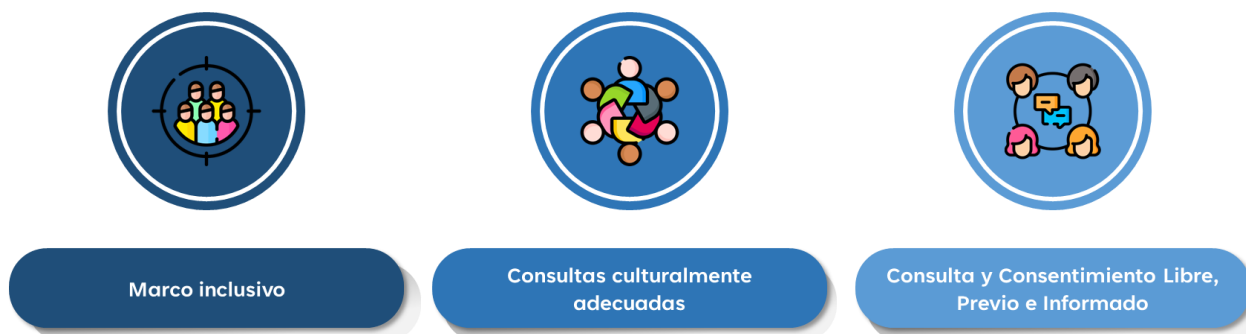 Marco inclusivo
Consultas culturalmente
adecuadas
Consulta y Consentimiento Libre,
Previo e Informado